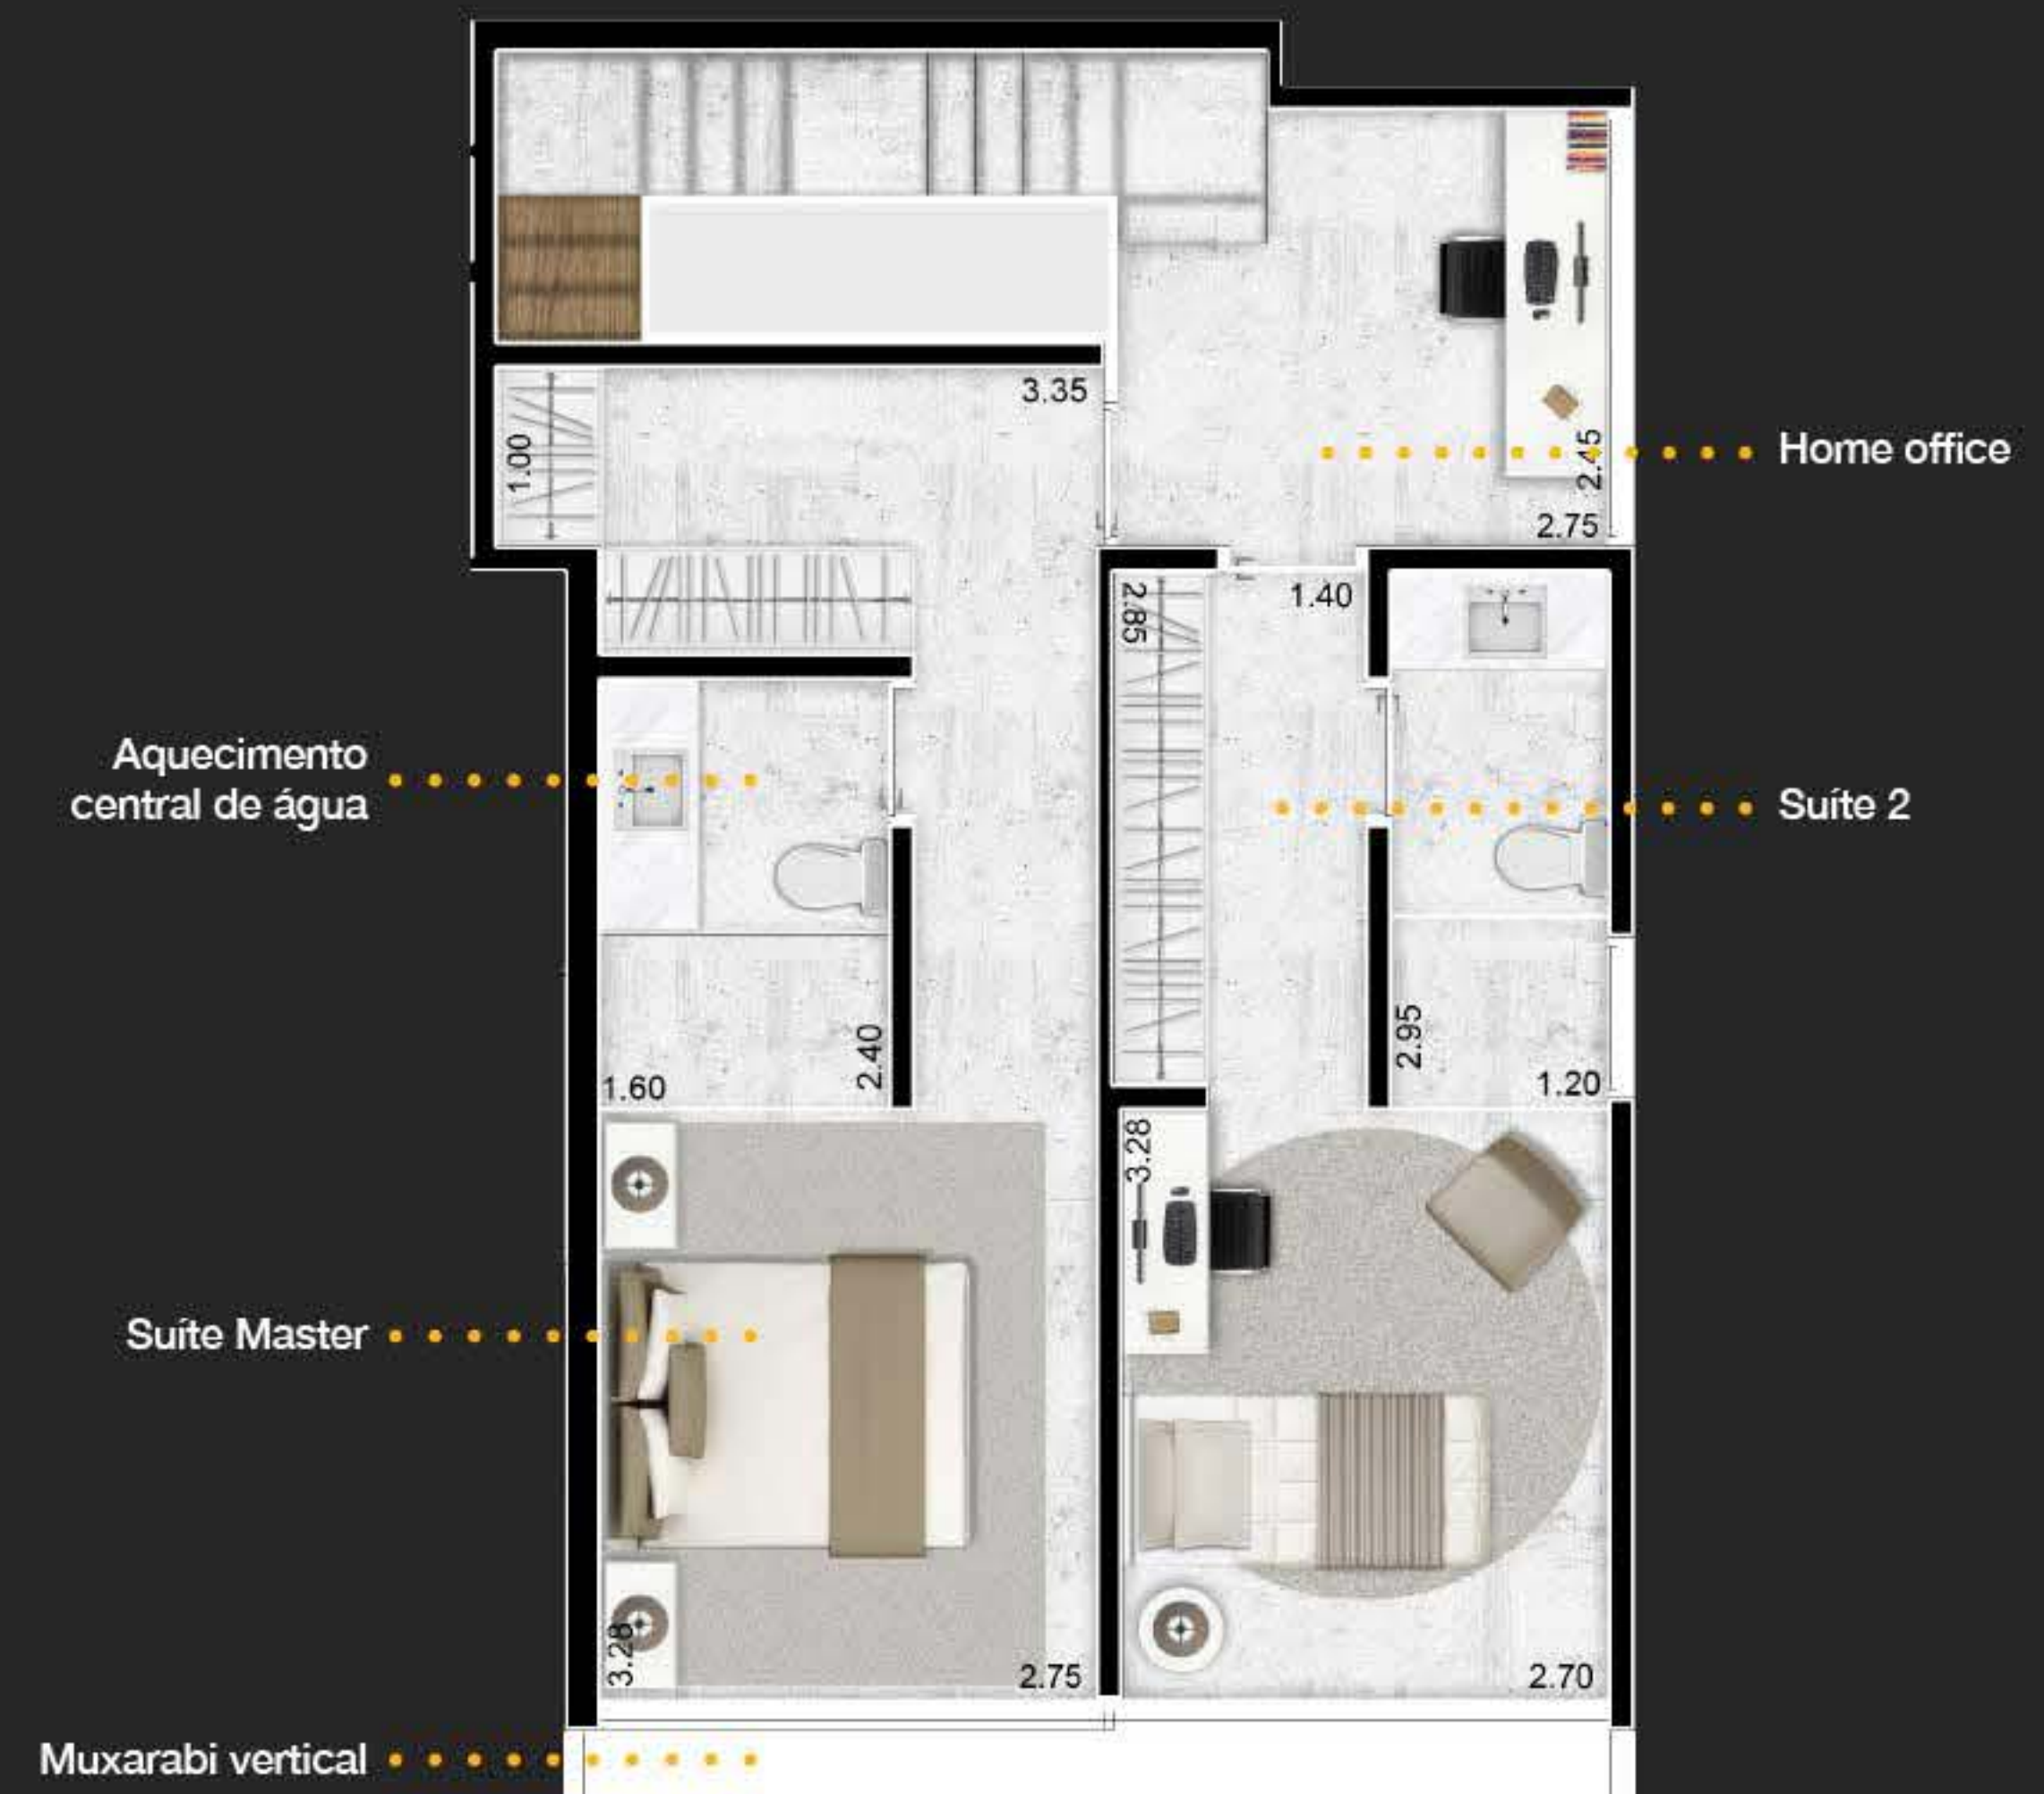 3.35
1.00
2.45
Home office
2.75
1.40
2.85
Aquecimento
central de água
Suíte 2
2.40
2.95
1.60
1.20
3.28
Suíte Master
3.28
2.75
2.70
Muxarabi vertical